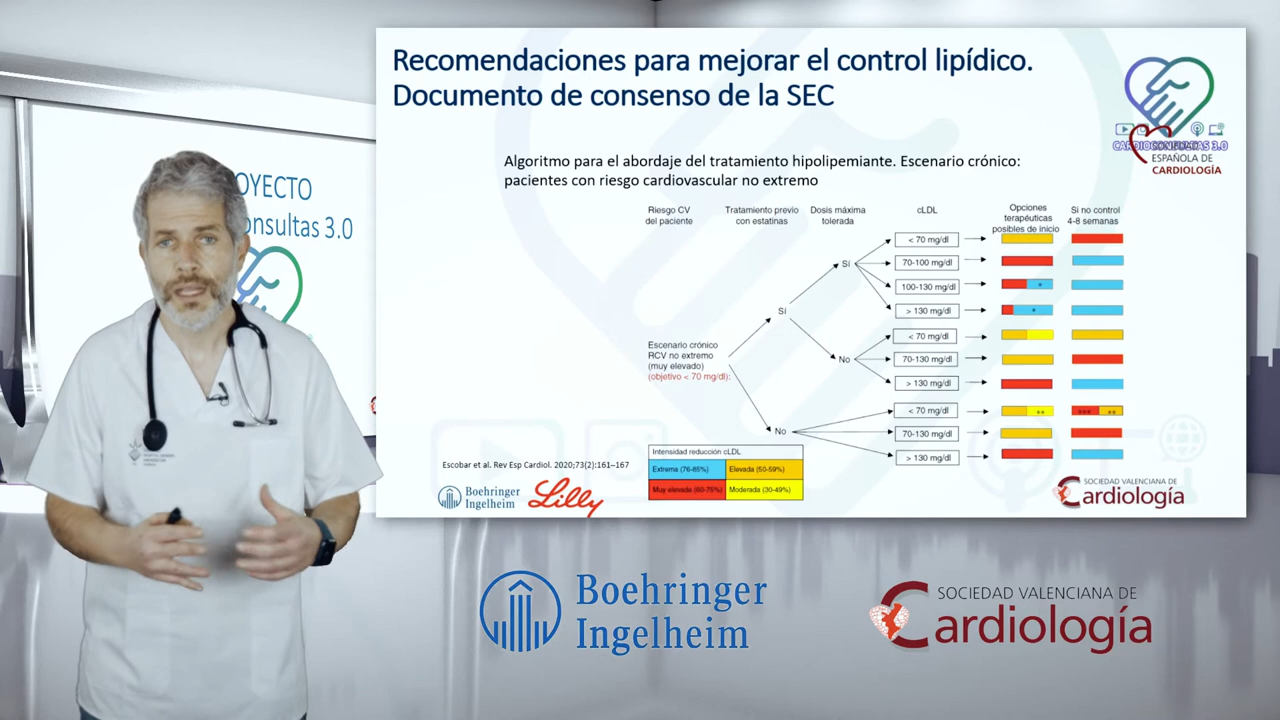 Recomendaciones para mejorar el control lipídico.
Documento de consenso de la SEC
OYECTO
onsultas 3.0
CARDIOCONSULTAS 3.0
ESPAÑOLA DE
CARDIOLOGÍA
Algoritmo para el abordaje del tratamiento hipolipemiante. Escenario crónico:
pacientes con riesgo cardiovascular no extremo
Riesgo CV
del paciente
Tratamiento previo
con estatinas
Dosis máxima
tolerada
cLDL
Opciones
terapéuticas
posibles de inicio
Si no control
4-8 semanas
Escenario crónico
RCV no extremo
(muy elevado)
(objetivo < 70 mg/dl):
Sí
No
Sí
No
< 70 mg/dl
70-100 mg/dl
100-130 mg/dl
*
> 130 mg/dl
*
< 70 mg/dl
70-130 mg/dl
> 130 mg/dl
< 70 mg/dl
**
***
**
70-130 mg/dl
> 130 mg/dl
Intensidad reducción cLDL
Extrema (76-85%)
Elevada (50-59%)
Muy elevada (60-75%)
Moderada (30-49%)
Escobar et al. Rev Esp Cardiol. 2020;73(2):161–167
Boehringer
Ingelheim
Lilly
SOCIEDAD VALENCIANA DE
Cardiología
Boehringer
Ingelheim
SOCIEDAD VALENCIANA DE
Cardiología